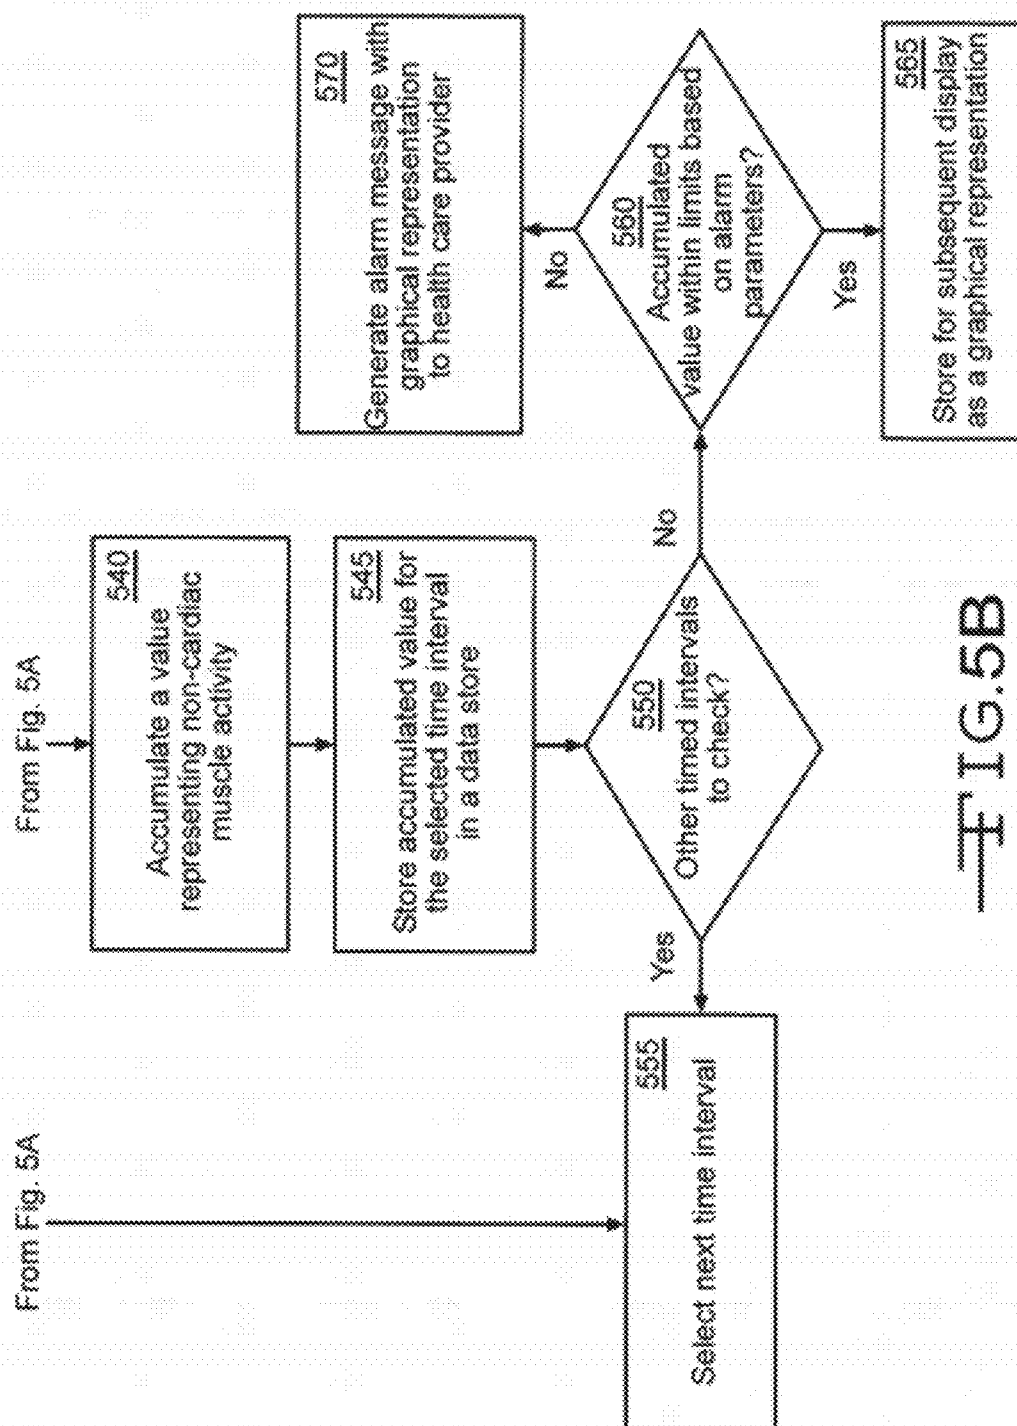 From Fig. 5A
From Fig. 5A
540
Accumulate a value
representing non-cardiac
muscle activity
545
Store accumulated value for
the selected time interval
in a data store
550
Other timed intervals
to check?
Yes
No
555
Select next time interval
560
Accumulated
value within limits based
on alarm
parameters?
No
Yes
570
Generate alarm message with
graphical representation
to health care provider
565
Store for subsequent display
as a graphical representation
FIG.5B